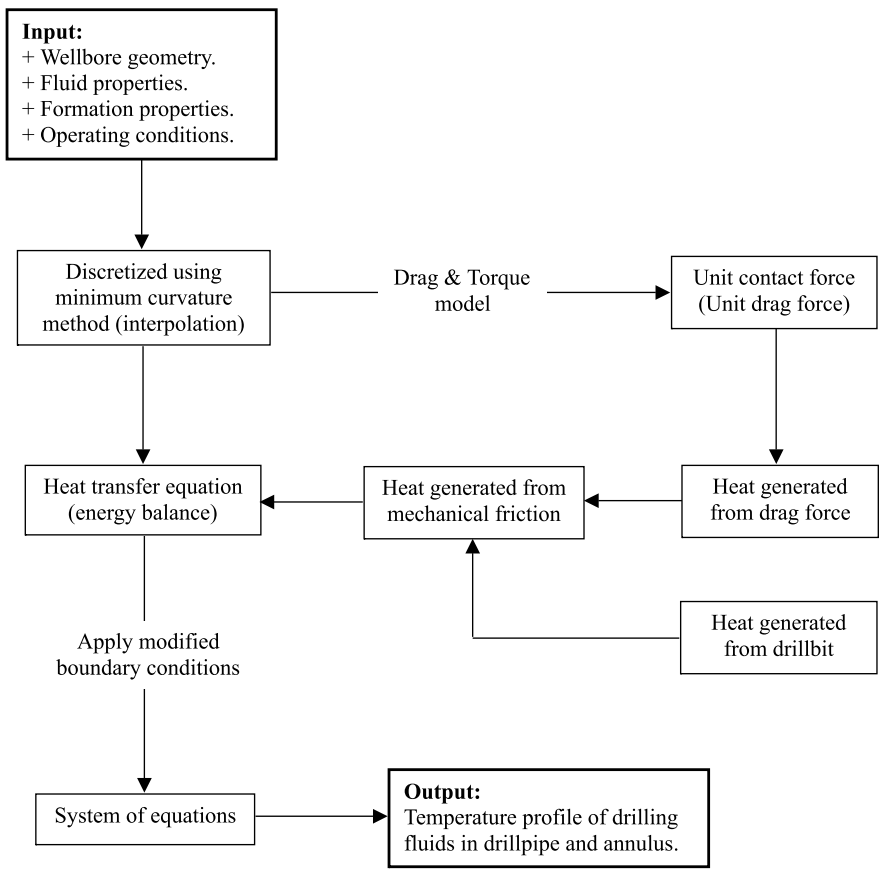 Input:
+ Wellbore geometry.
+ Fluid properties.
+ Formation properties.
+ Operating conditions.
Discretized using
minimum curvature
method (interpolation)
Drag & Torque
model
Unit contact force
(Unit drag force)
Heat transfer equation
(energy balance)
Heat generated from
mechanical friction
Heat generated
from drag force
Heat generated
from drillbit
Apply modified
boundary conditions
System of equations
Output:
Temperature profile of drilling
fluids in drillpipe and annulus.